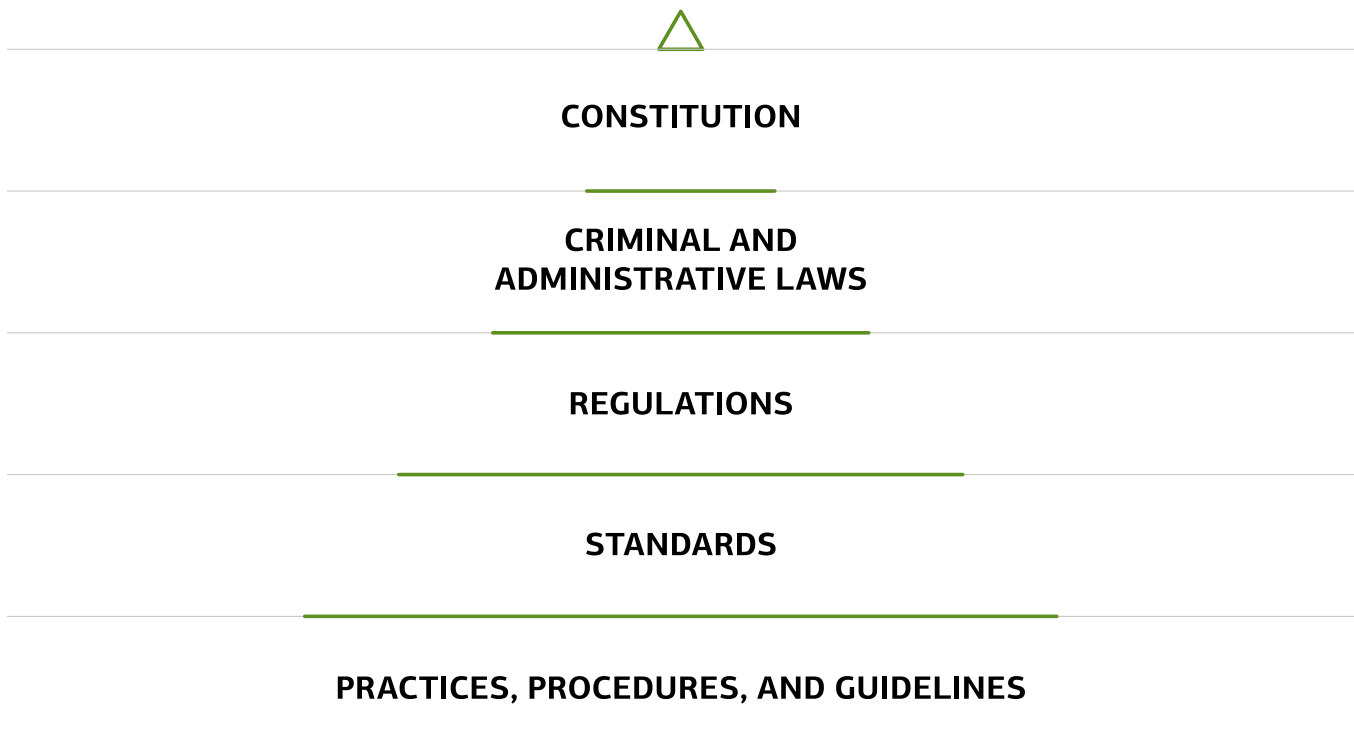 CONSTITUTION
CRIMINAL AND
ADMINISTRATIVE LAWS
REGULATIONS
STANDARDS
PRACTICES, PROCEDURES, AND GUIDELINES